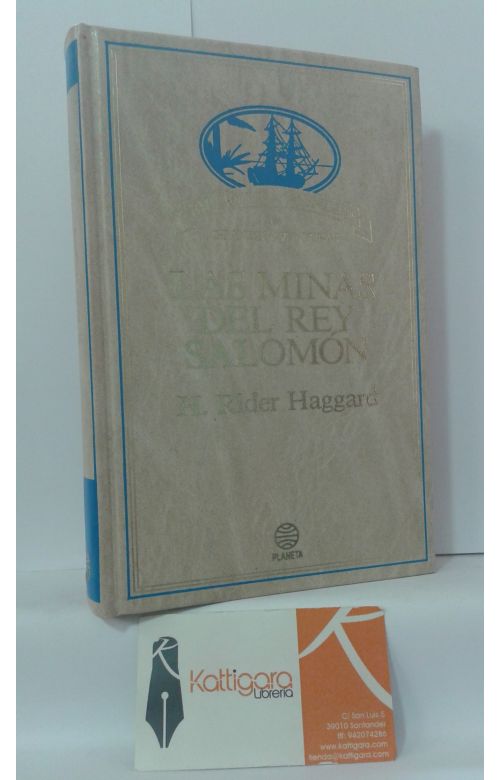 LAS MINAS
DEL REY
SALOMÓN
H. Rider Haggard
PLANETA
Kattigara
Librería
C/ San Luis 5
39010 Santander
tlf: 942074286
www.kattigara.com
tienda@kattigara.com